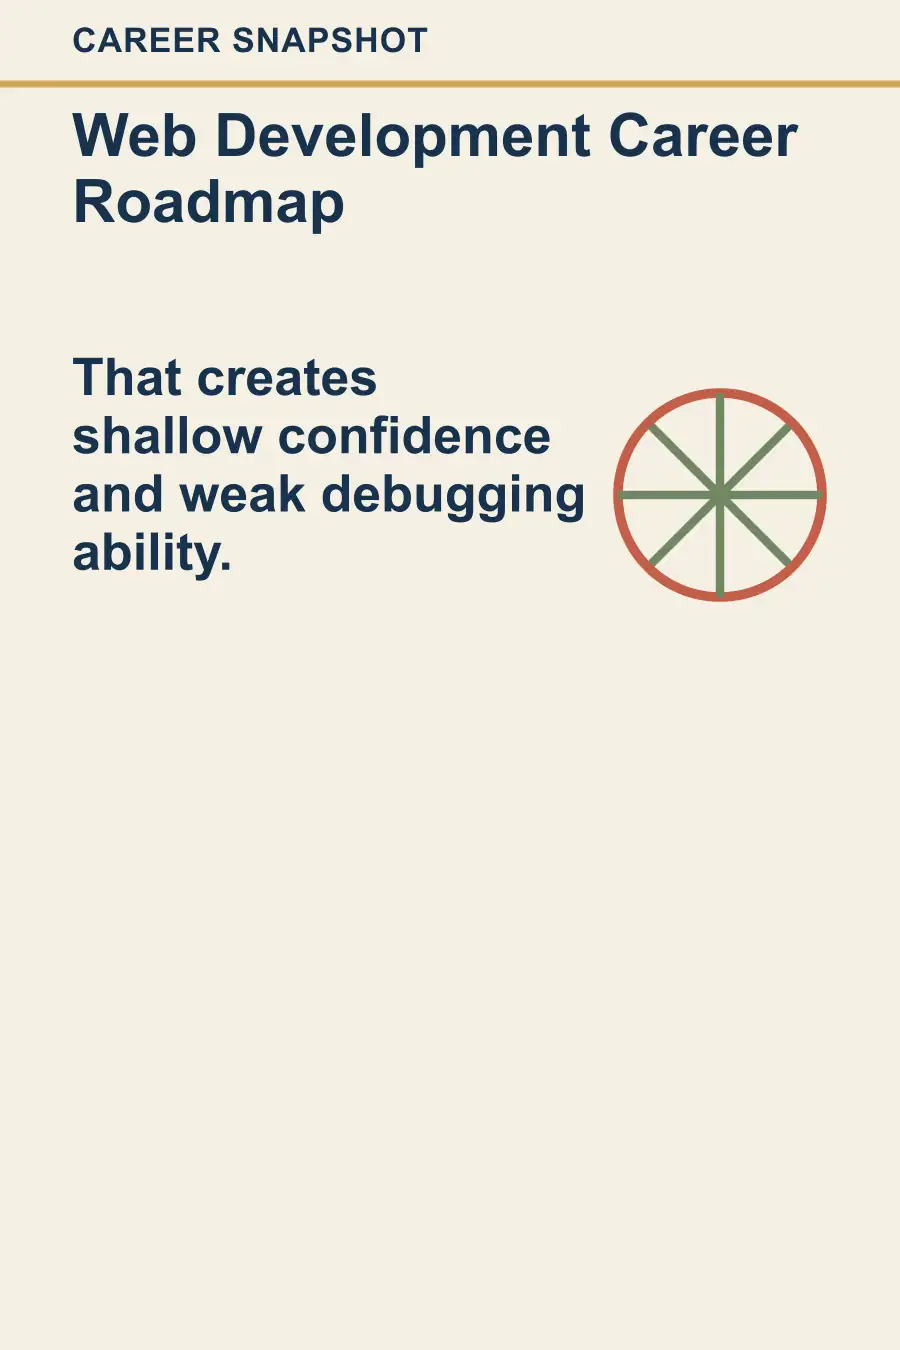 CAREER SNAPSHOT
Web Development Career
Roadmap
That creates
shallow confidence
and weak debugging
ability.